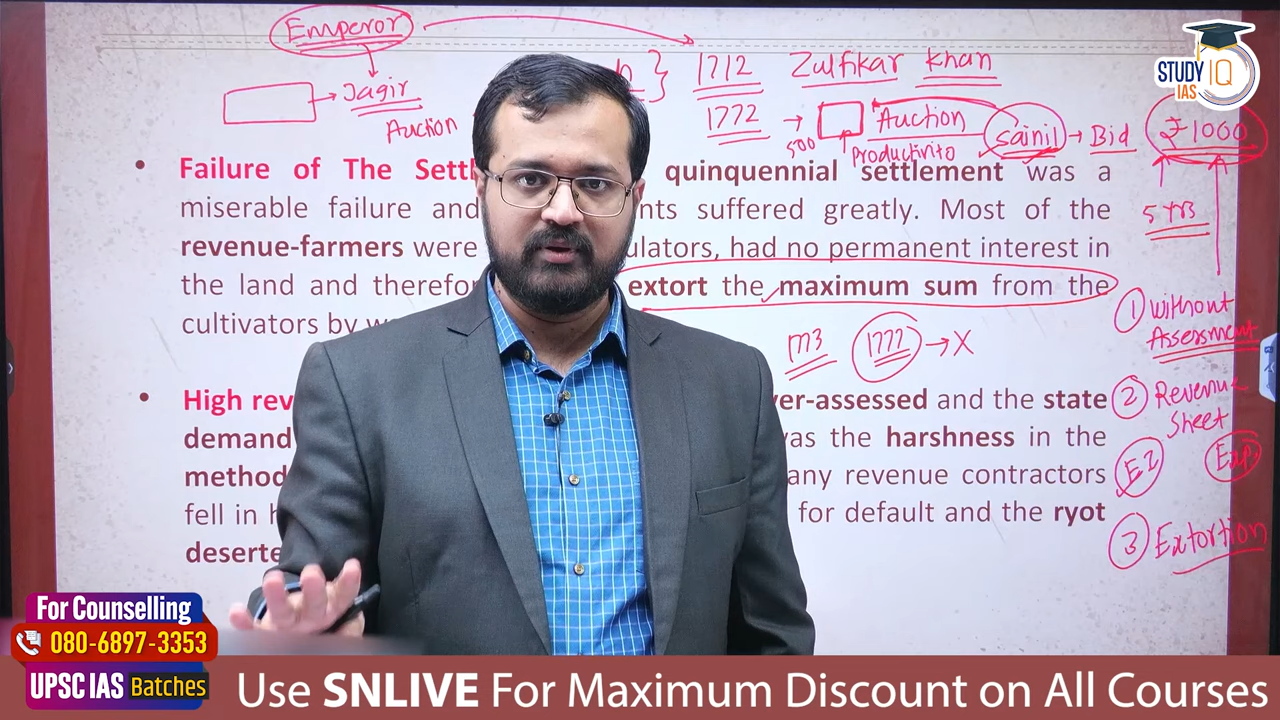 Emperor
1712 Zulfikar Khan
Jagir
Auction
1772 → Auction Sainil → Bid ₹1000
500 Productivity
5 yrs
STUDY IQ
IAS
• Failure of The Settl quinquennial settlement was a
miserable failure and nts suffered greatly. Most of the
revenue-farmers were ulators, had no permanent interest in
the land and therefor extort the maximum sum from the
cultivators by w
1773 1777 → X
① Without
Assessment
• High rev ver-assessed and the state
demand was the harshness in the
method any revenue contractors
fell in h for default and the ryot
deserte
② Revenue
Sheet
Exp
③ Extortion
For Counselling
080-6897-3353
UPSC IAS Batches
Use SNLIVE For Maximum Discount on All Courses